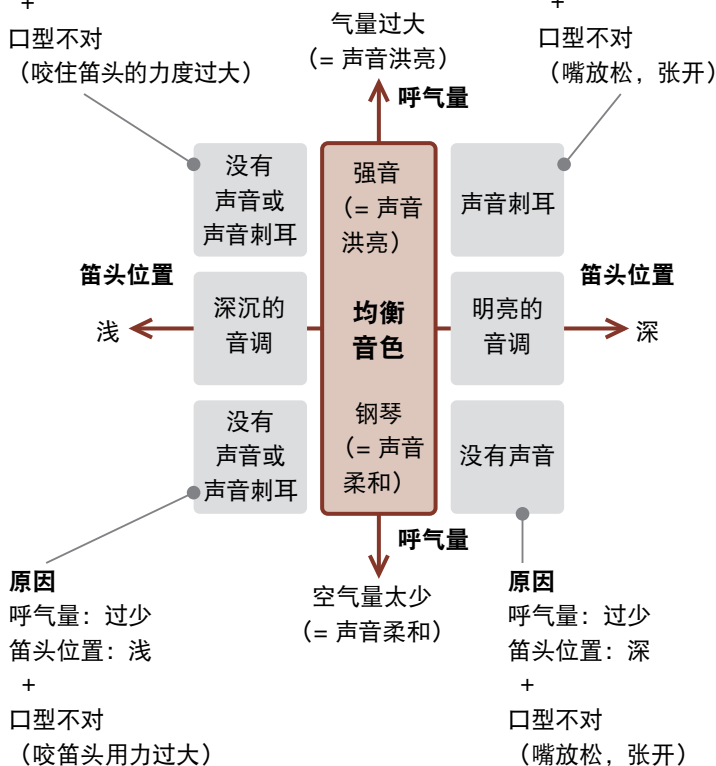 +
口型不对
（咬住笛头的力度过大）
气量过大
（= 声音洪亮）
呼气量
+
口型不对
（嘴放松，张开）
没有
声音或
声音刺耳
强音
（= 声音
洪亮）
声音刺耳
笛头位置
笛头位置
浅
深沉的
音调
均衡
音色
明亮的
音调
深
没有
声音或
声音刺耳
钢琴
（= 声音
柔和）
没有声音
呼气量
空气量太少
（= 声音柔和）
原因
呼气量：过少
笛头位置：浅
+
口型不对
（咬笛头用力过大）
原因
呼气量：过少
笛头位置：深
+
口型不对
（嘴放松，张开）